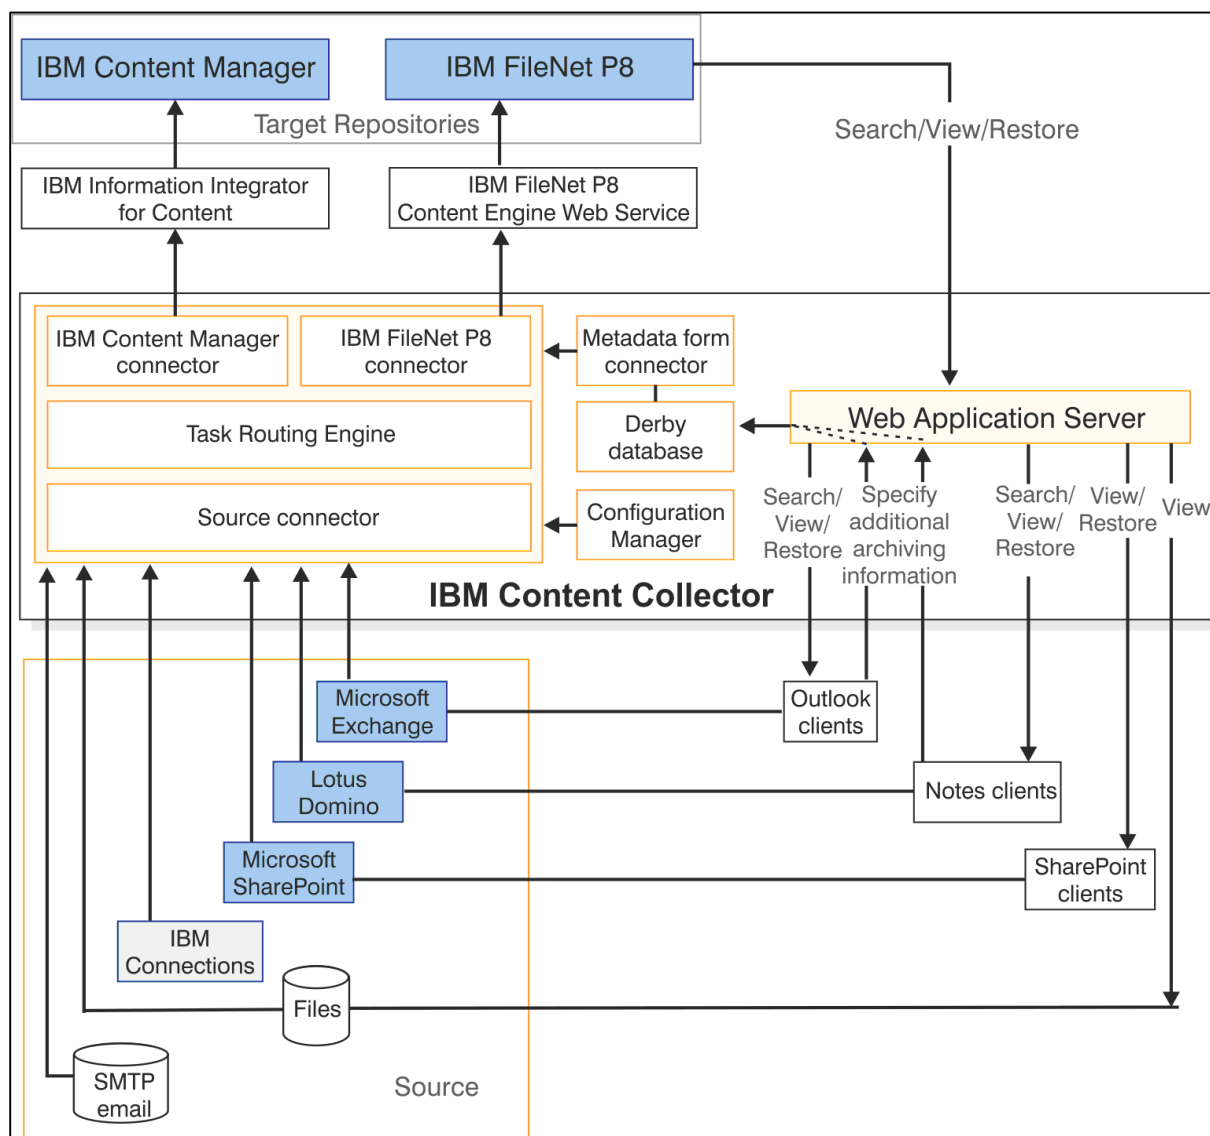 IBM Content Manager
IBM FileNet P8
Target Repositories
Search/View/Restore
IBM Information Integrator
for Content
IBM FileNet P8
Content Engine Web Service
IBM Content Manager
connector
IBM FileNet P8
connector
Metadata form
connector
Task Routing Engine
Derby
database
Web Application Server
Source connector
Configuration
Manager
Search/
View/
Restore
Specify
additional
archiving
information
Search/
View/
Restore
View/
Restore
View
IBM Content Collector
Microsoft
Exchange
Outlook
clients
Lotus
Domino
Notes clients
Microsoft
SharePoint
SharePoint
clients
IBM
Connections
Files
SMTP
email
Source